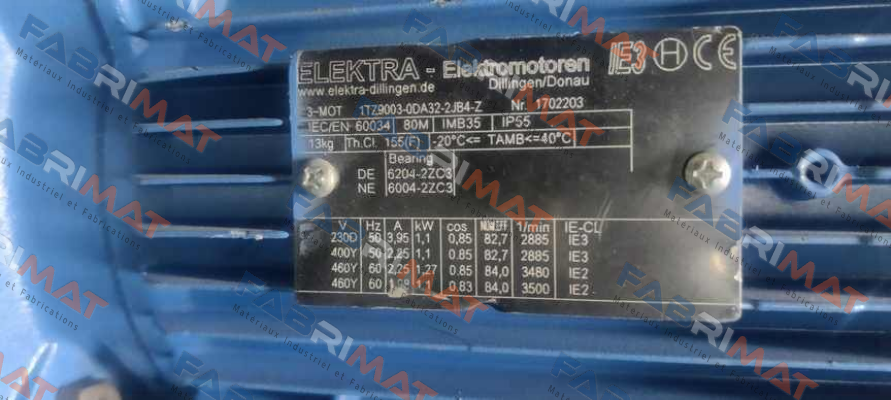 ELEKTRA - Elektromotoren
www.elektra-dillingen.de Dillingen/Donau
IE3 CE
3-MOT 1TZ9003-0DA32-2JB4-Z Nr. 1702203
IEC/EN 60034 80M IMB35 IP55
13kg Th.Cl. 155(F) -20°C<= TAMB<=40°C
Bearing
DE 6204-2ZC3
NE 6004-2ZC3
V Hz A kW cos NUM.EFF 1/min IE-CL
230D 50 3,95 1,1 0,85 82,7 2885 IE3
400Y 50 2,25 1,1 0.85 82,7 2885 IE3
460Y 60 2,25 1,27 0.85 84,0 3480 IE2
460Y 60 0.83 84,0 3500 IE2
FABRIMAT
Materiaux Industriel et Fabrications